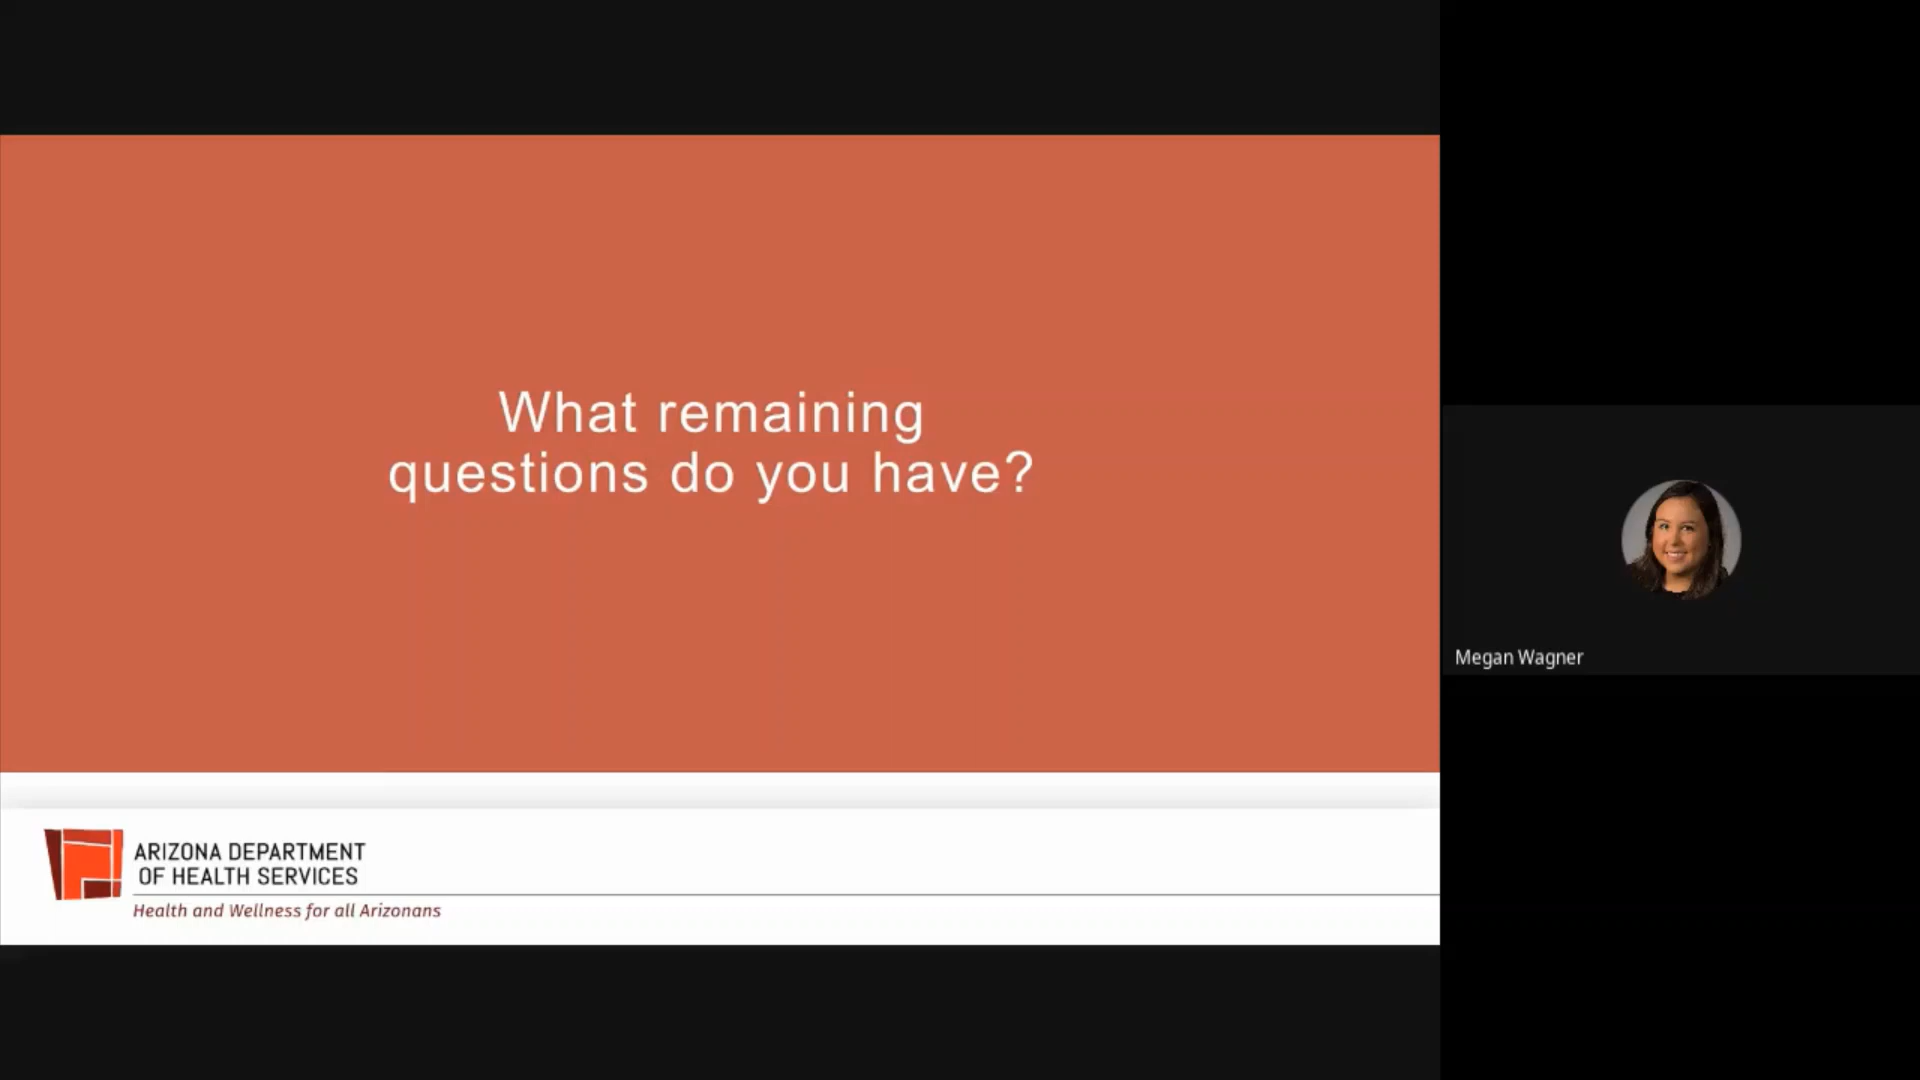 What remaining
questions do you have?
ARIZONA DEPARTMENT
OF HEALTH SERVICES
Health and Wellness for all Arizonans
Megan Wagner